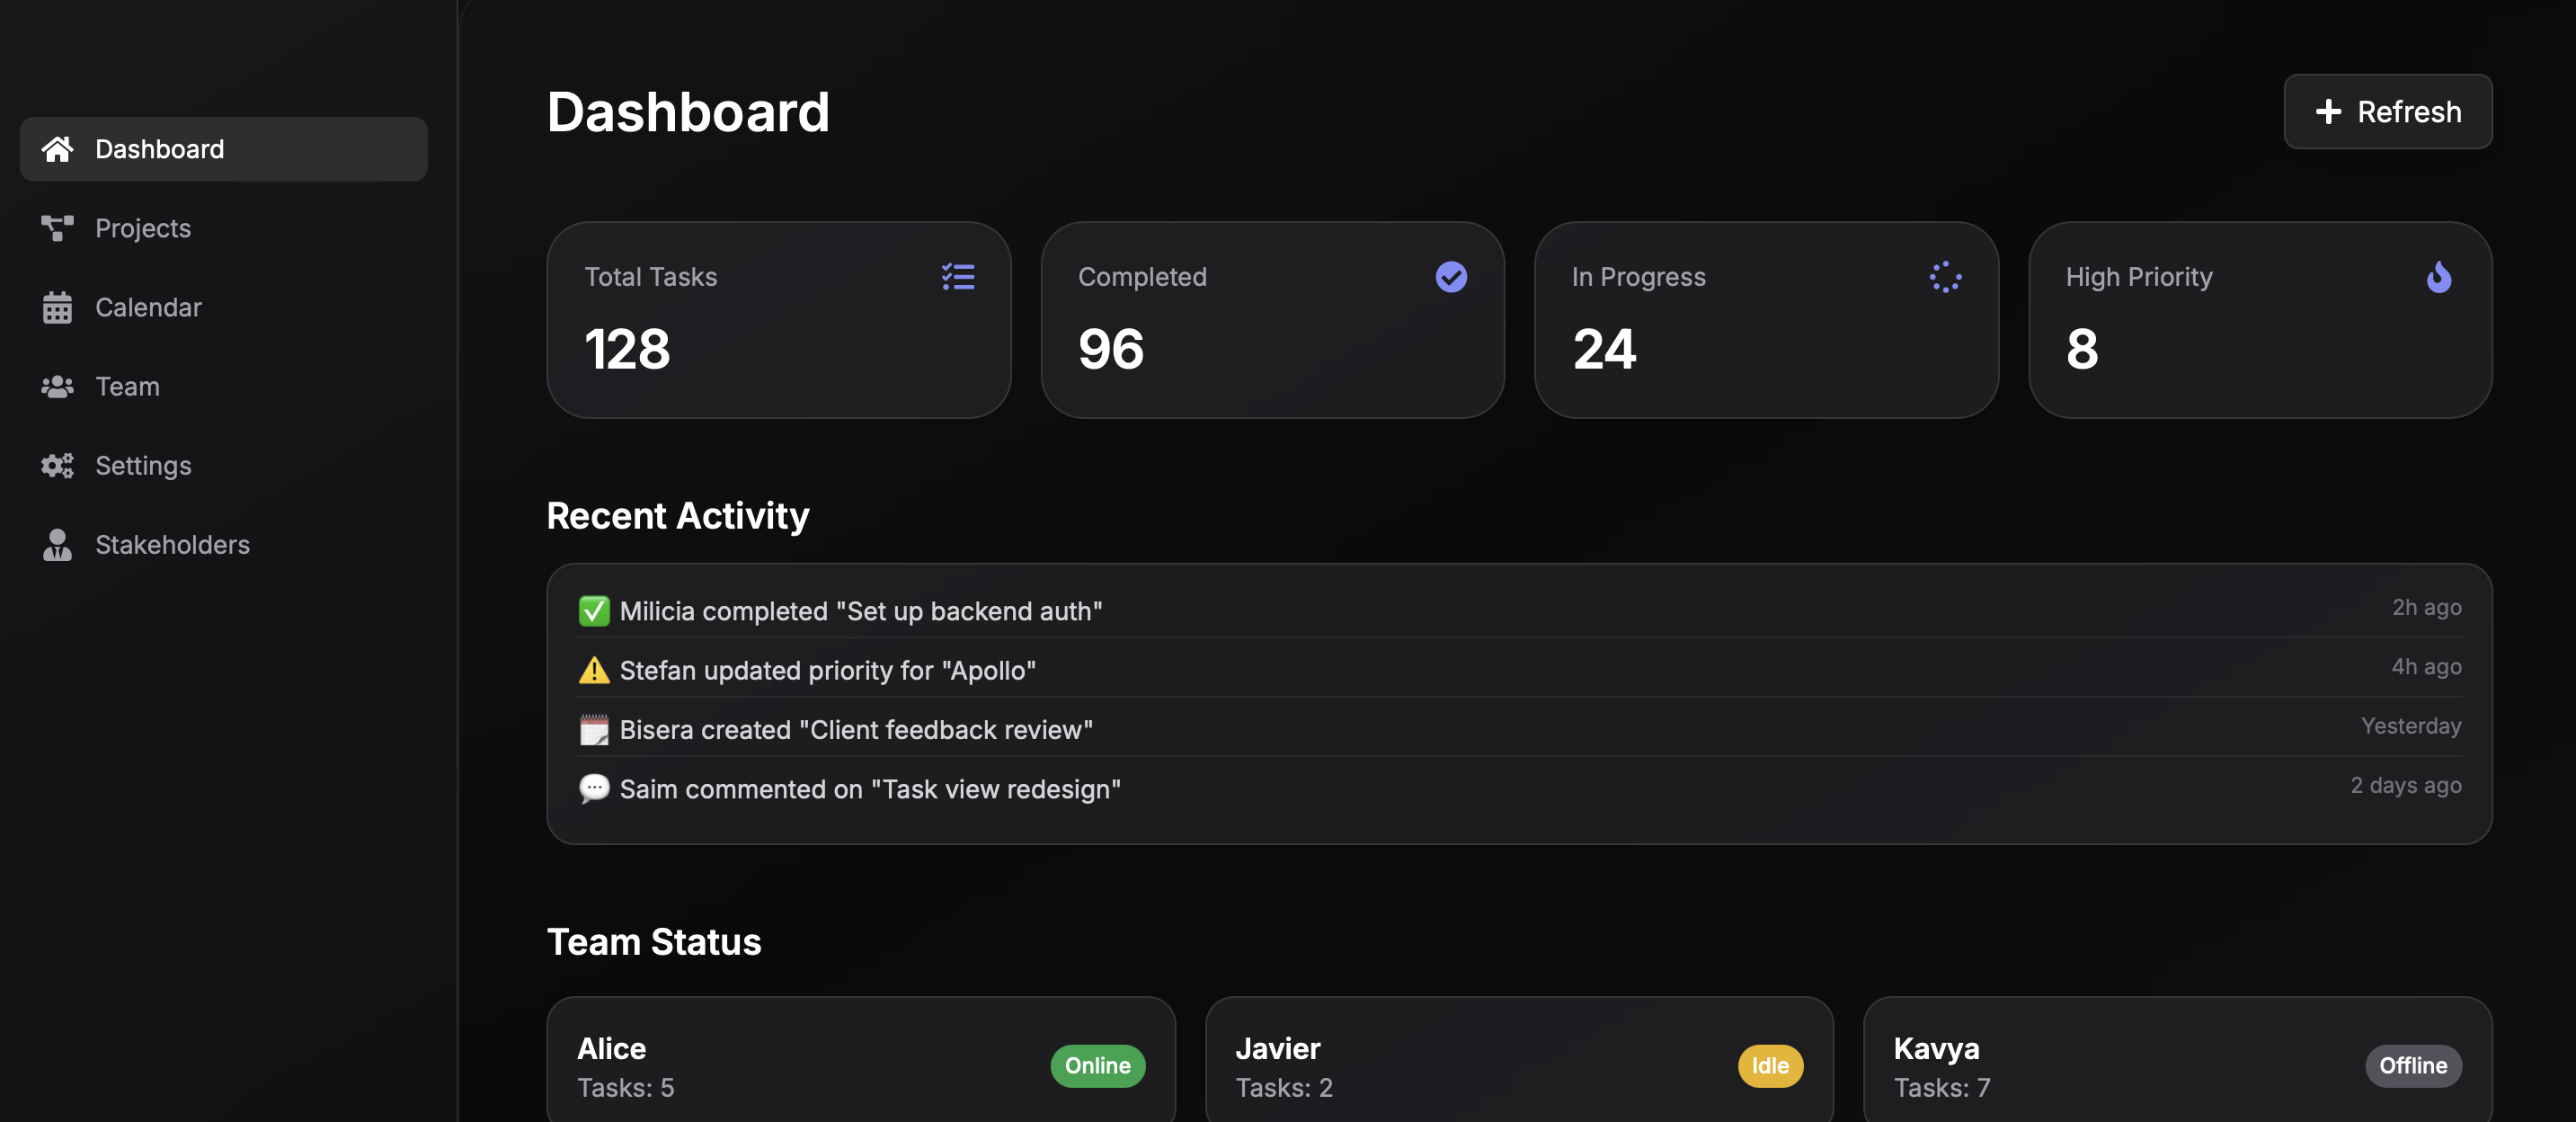 Dashboard
Projects
Calendar
Team
Settings
Stakeholders
Dashboard
Refresh
Total Tasks
128
Completed
96
In Progress
24
High Priority
8
Recent Activity
✅ Milicia completed "Set up backend auth" 2h ago
⚠️ Stefan updated priority for "Apollo" 4h ago
🗓️ Bisera created "Client feedback review" Yesterday
💬 Saim commented on "Task view redesign" 2 days ago
Team Status
Alice
Tasks: 5
Online
Javier
Tasks: 2
Idle
Kavya
Tasks: 7
Offline